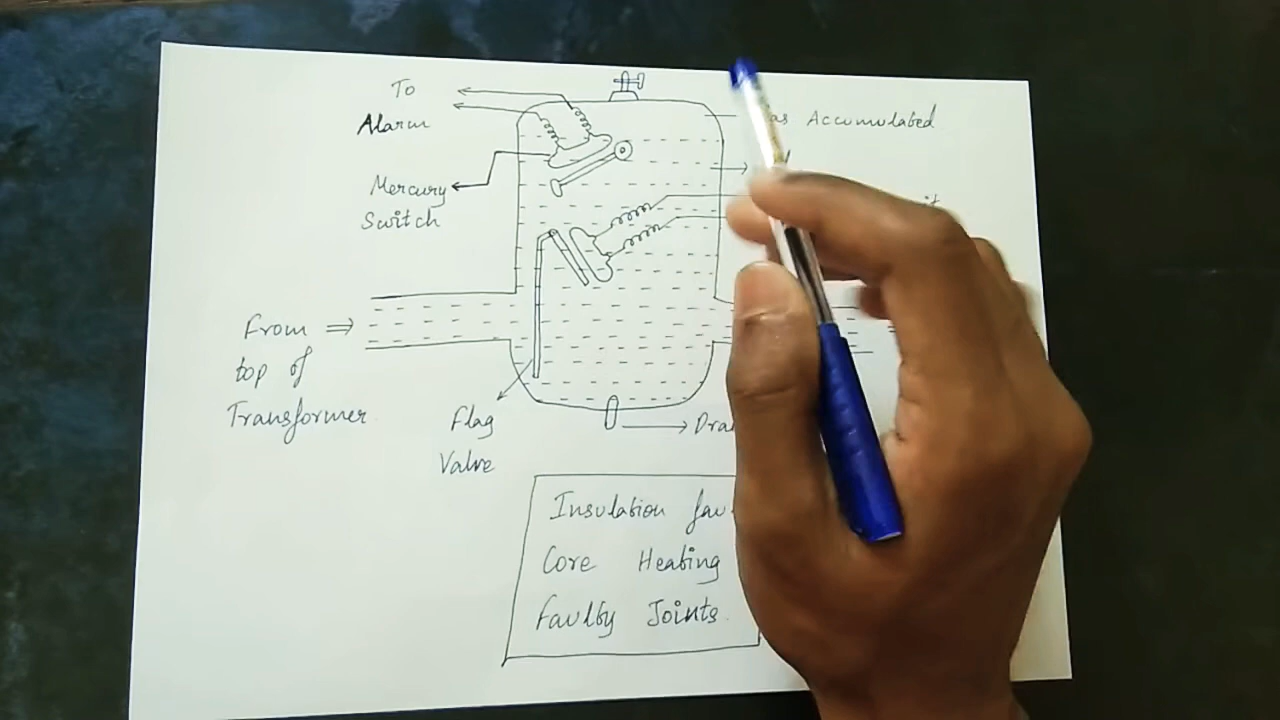 To
Alarm
Accumulated
Mercury
Switch
From ⇒
top of
Transformer
Flag
Valve
Insulation
Core Heating
Faulty Joints